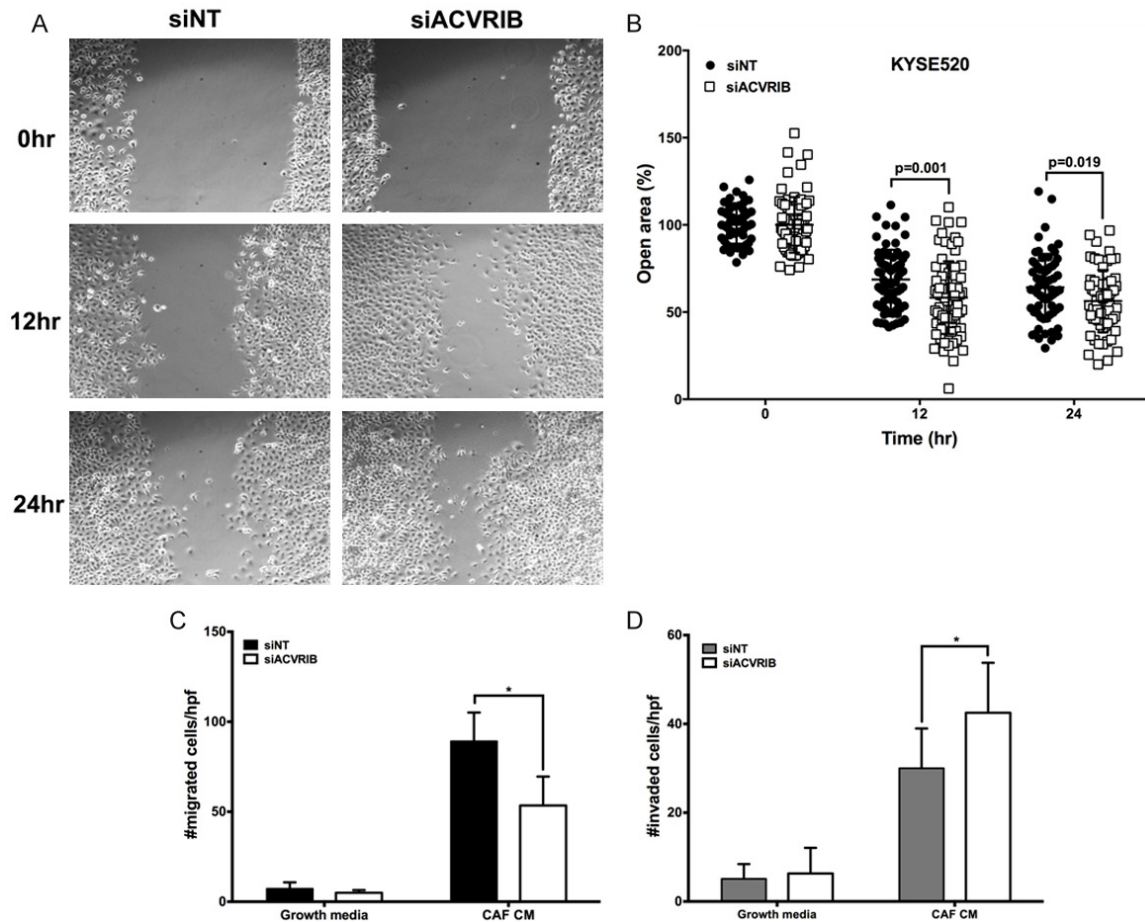 A
siNT
siACVRIB
0hr
12hr
24hr
B
KYSE520
siNT
siACVRIB
200
150
100
50
0
Open area (%)
p=0.001
p=0.019
0
12
24
Time (hr)
C
siNT
siACVRIB
150
100
50
0
#migrated cells/hpf
*
Growth media
CAF CM
D
siNT
siACVRIB
60
40
20
0
#invaded cells/hpf
*
Growth media
CAF CM